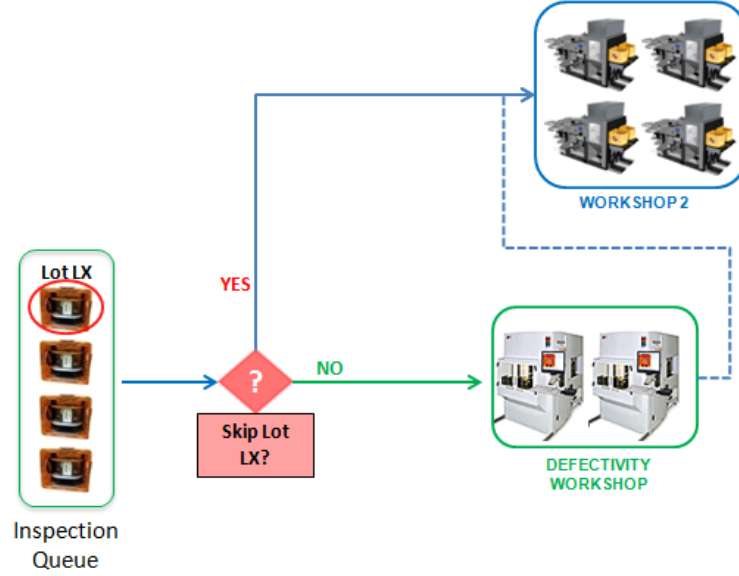 WORKSHOP 2
Lot LX
YES
?
NO
Skip Lot
LX?
DEFECTIVITY
WORKSHOP
Inspection
Queue